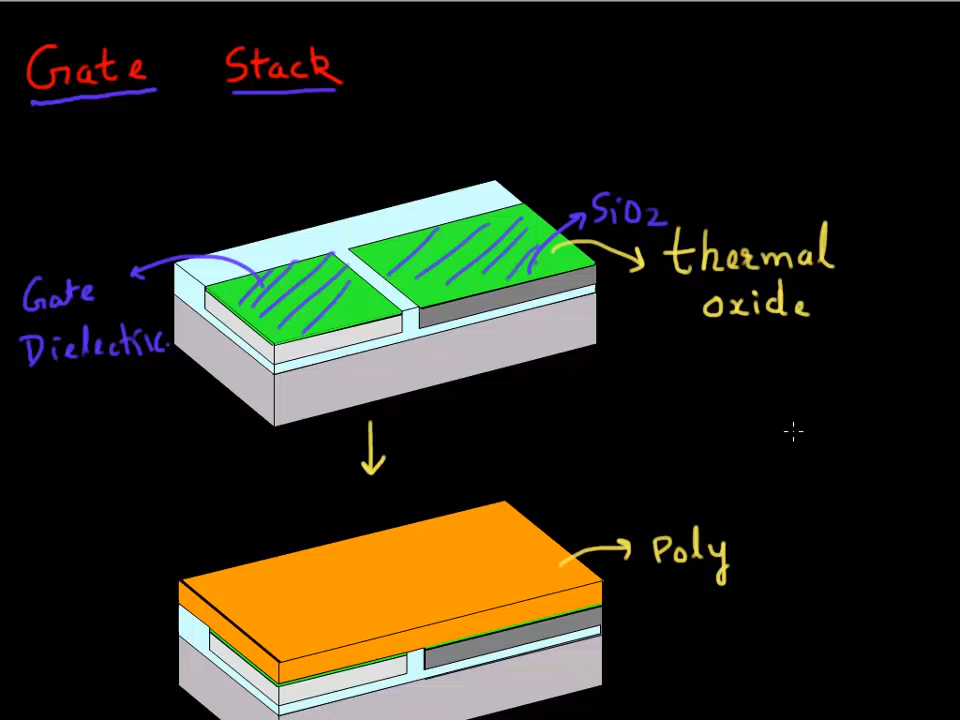 Gate Stack
SiO2
thermal
oxide
Gate
Dielectric.
Poly